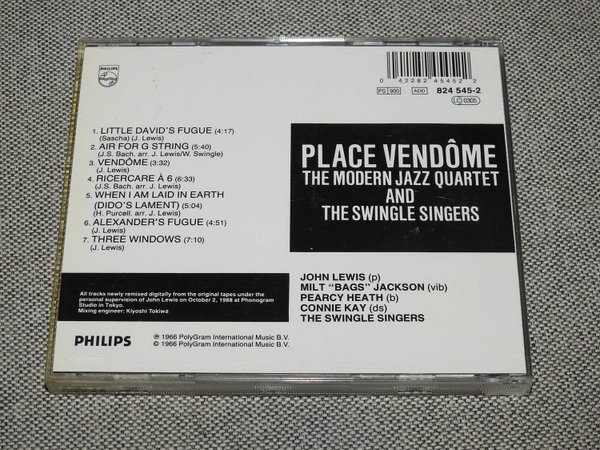 PHILIPS
0 42282 45452 2
PG 900 ADD 824 545-2
LC 0305
1. LITTLE DAVID'S FUGUE (4:17)
(Sascha) (J. Lewis)
2. AIR FOR G STRING (5:40)
(J.S. Bach. arr. J. Lewis/W. Swingle)
3. VENDÔME (3:32)
(J. Lewis)
4. RICERCARE À 6 (6:33)
(J.S. Bach. arr. J. Lewis)
5. WHEN I AM LAID IN EARTH
(DIDO'S LAMENT) (5:04)
(H. Purcell. arr. J. Lewis)
6. ALEXANDER'S FUGUE (4:51)
(J. Lewis)
7. THREE WINDOWS (7:10)
(J. Lewis)
PLACE VENDÔME
THE MODERN JAZZ QUARTET
AND
THE SWINGLE SINGERS
JOHN LEWIS (p)
MILT "BAGS" JACKSON (vib)
PEARCY HEATH (b)
CONNIE KAY (ds)
THE SWINGLE SINGERS
All tracks newly remixed digitally from the original tapes under the
personal supervision of John Lewis on October 2, 1986 at Phonogram
Studio in Tokyo.
Mixing engineer: Kiyoshi Tokiwa
PHILIPS
℗ 1966 PolyGram International Music B.V.
© 1966 PolyGram International Music B.V.